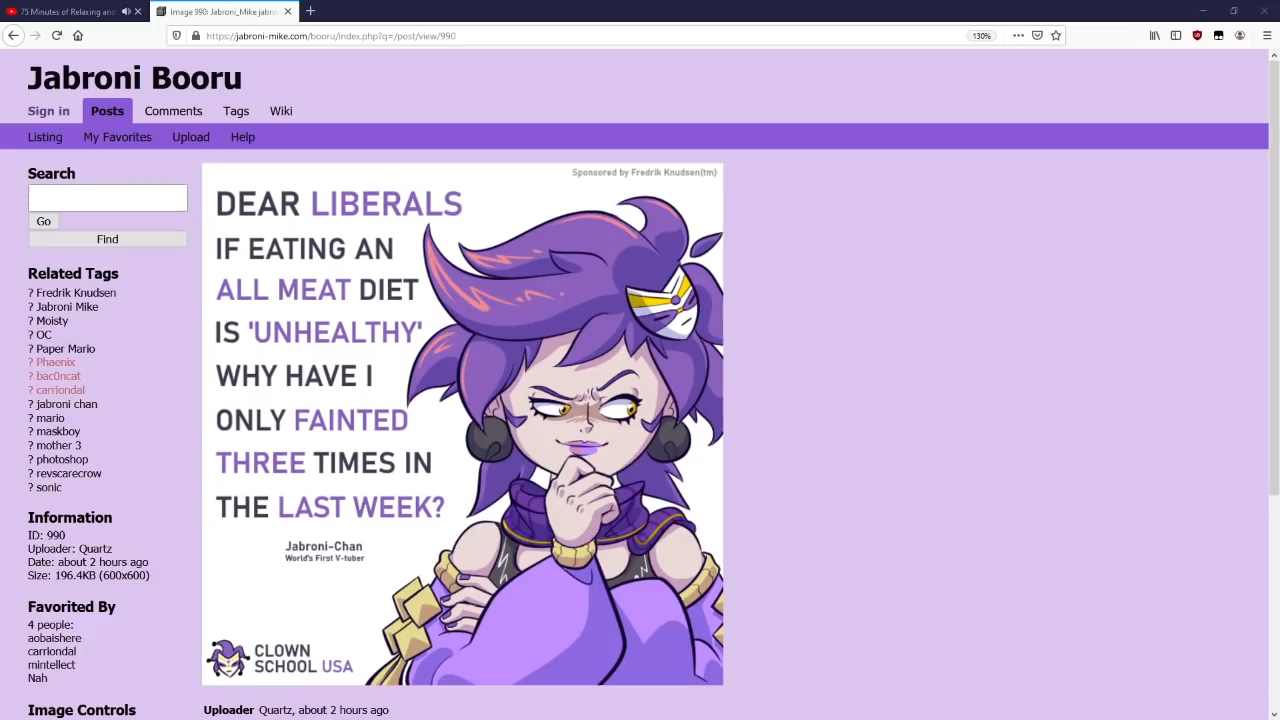 75 Minutes of Relaxing and
Image 990: Jabroni_Mike jabro
https://jabroni-mike.com/booru/index.php?q=/post/view/990
130%
Jabroni Booru
Sign in Posts Comments Tags Wiki
Listing My Favorites Upload Help
Search
Go
Find
Related Tags
? Fredrik Knudsen
? Jabroni Mike
? Moisty
? OC
? Paper Mario
? Phaenix
? bac0ncat
? carriondal
? jabroni chan
? mario
? maskboy
? mother 3
? photoshop
? revscarecrow
? sonic
Information
ID: 990
Uploader: Quartz
Date: about 2 hours ago
Size: 196.4KB (600x600)
Favorited By
4 people:
aobaishere
carriondal
mintellect
Nah
Image Controls
Sponsored by Fredrik Knudsen(tm)
DEAR LIBERALS
IF EATING AN
ALL MEAT DIET
IS 'UNHEALTHY'
WHY HAVE I
ONLY FAINTED
THREE TIMES IN
THE LAST WEEK?
Jabroni-Chan
World's First V-tuber
CLOWN
SCHOOL USA
Uploader Quartz, about 2 hours ago